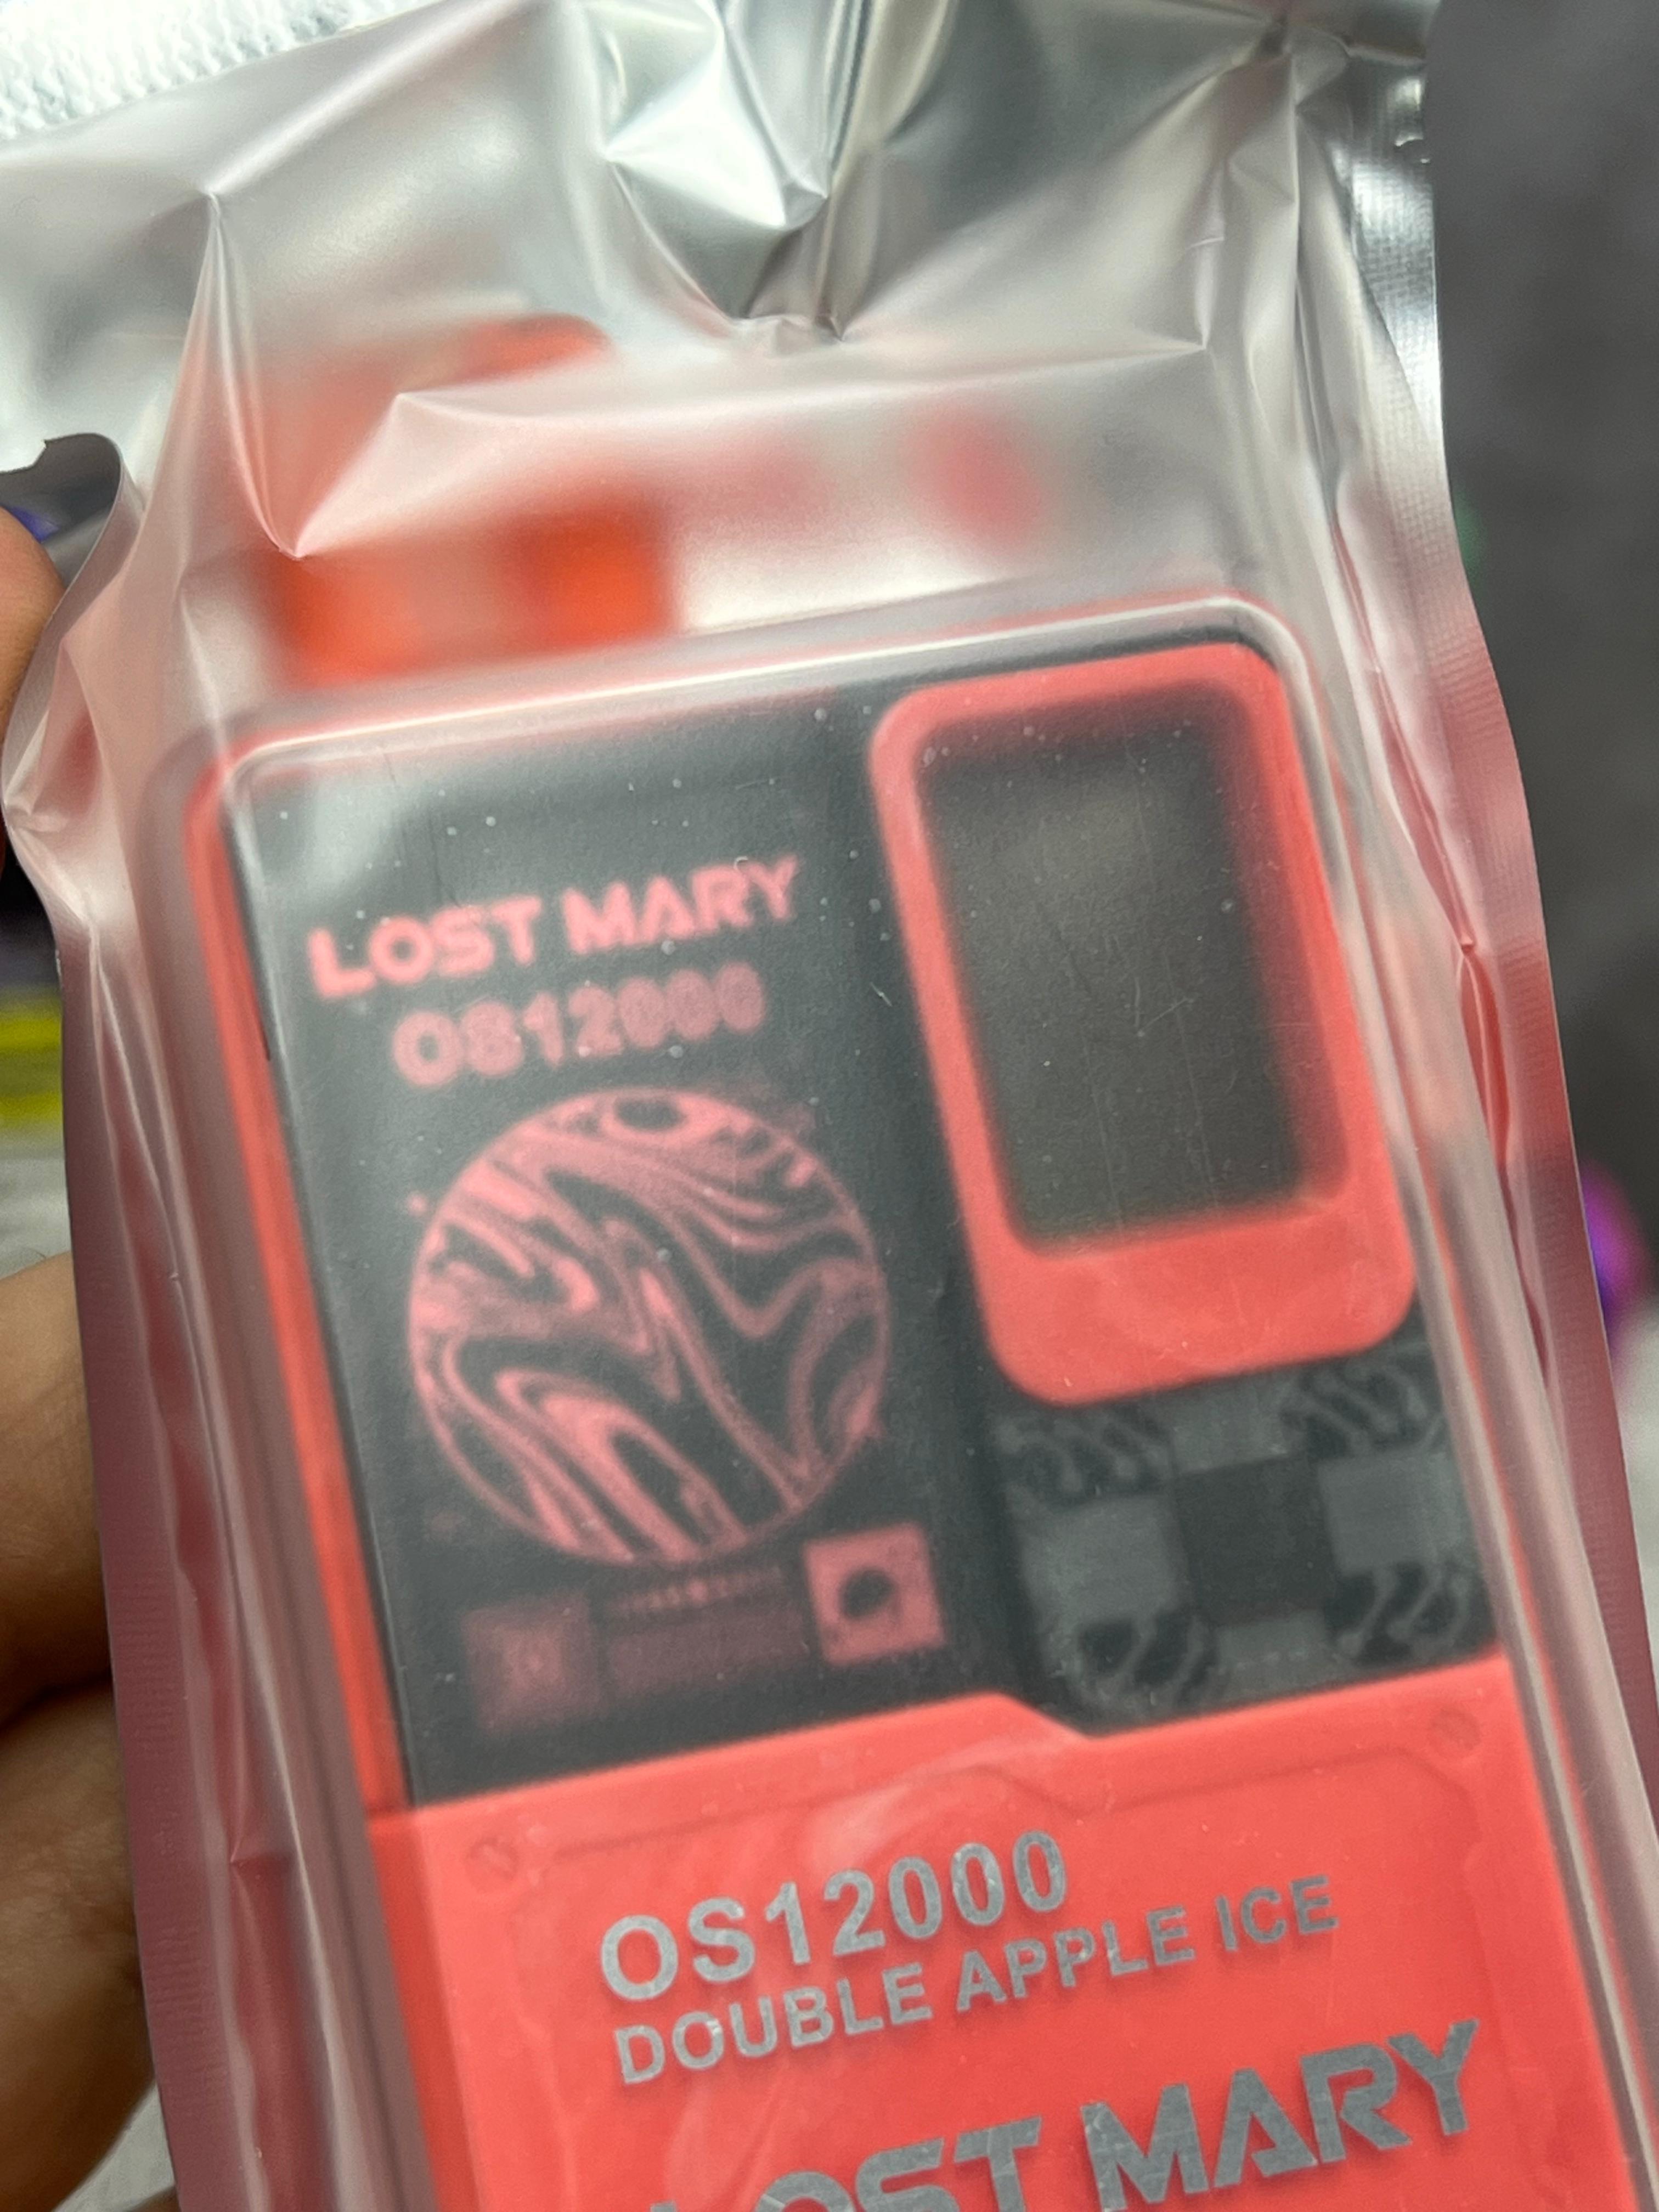 LOST MARY
OS12000
OS12000
DOUBLE APPLE ICE
LOST MARY